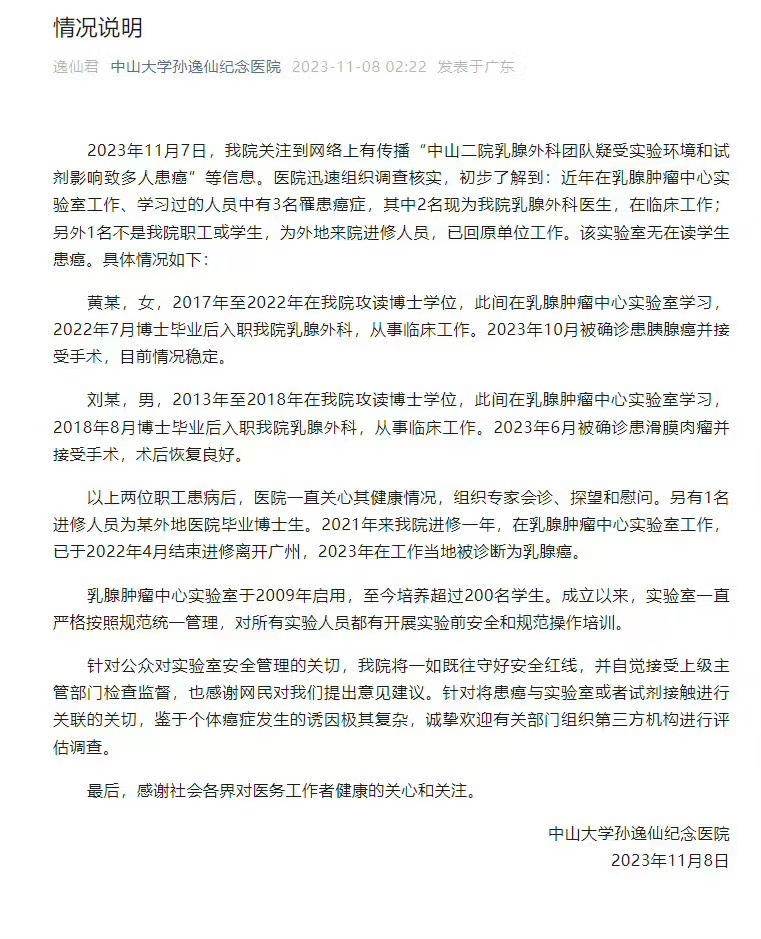 情况说明
逸仙君 中山大学孙逸仙纪念医院 2023-11-08 02:22 发表于广东
2023年11月7日，我院关注到网络上有传播“中山二院乳腺外科团队疑受实验环境和试
剂影响致多人患癌”等信息。医院迅速组织调查核实，初步了解到：近年在乳腺肿瘤中心实
验室工作、学习过的人员中有3名罹患癌症，其中2名现为我院乳腺外科医生，在临床工作；
另外1名不是我院职工或学生，为外地来院进修人员，已回原单位工作。该实验室无在读学生
患癌。具体情况如下：
黄某，女，2017年至2022年在我院攻读博士学位，此间在乳腺肿瘤中心实验室学习，
2022年7月博士毕业后入职我院乳腺外科，从事临床工作。2023年10月被确诊患胰腺癌并接
受手术，目前情况稳定。
刘某，男，2013年至2018年在我院攻读博士学位，此间在乳腺肿瘤中心实验室学习，
2018年8月博士毕业后入职我院乳腺外科，从事临床工作。2023年6月被确诊患滑膜肉瘤并
接受手术，术后恢复良好。
以上两位职工患病后，医院一直关心其健康情况，组织专家会诊、探望和慰问。另有1名
进修人员为某外地医院毕业博士生。2021年来我院进修一年，在乳腺肿瘤中心实验室工作，
已于2022年4月结束进修离开广州，2023年在工作当地被诊断为乳腺癌。
乳腺肿瘤中心实验室于2009年启用，至今培养超过200名学生。成立以来，实验室一直
严格按照规范统一管理，对所有实验人员都有开展实验前安全和规范操作培训。
针对公众对实验室安全管理的关切，我院将一如既往守好安全红线，并自觉接受上级主
管部门检查监督，也感谢网民对我们提出意见建议。针对将患癌与实验室或者试剂接触进行
关联的关切，鉴于个体癌症发生的诱因极其复杂，诚挚欢迎有关部门组织第三方机构进行评
估调查。
最后，感谢社会各界对医务工作者健康的关心和关注。
中山大学孙逸仙纪念医院
2023年11月8日